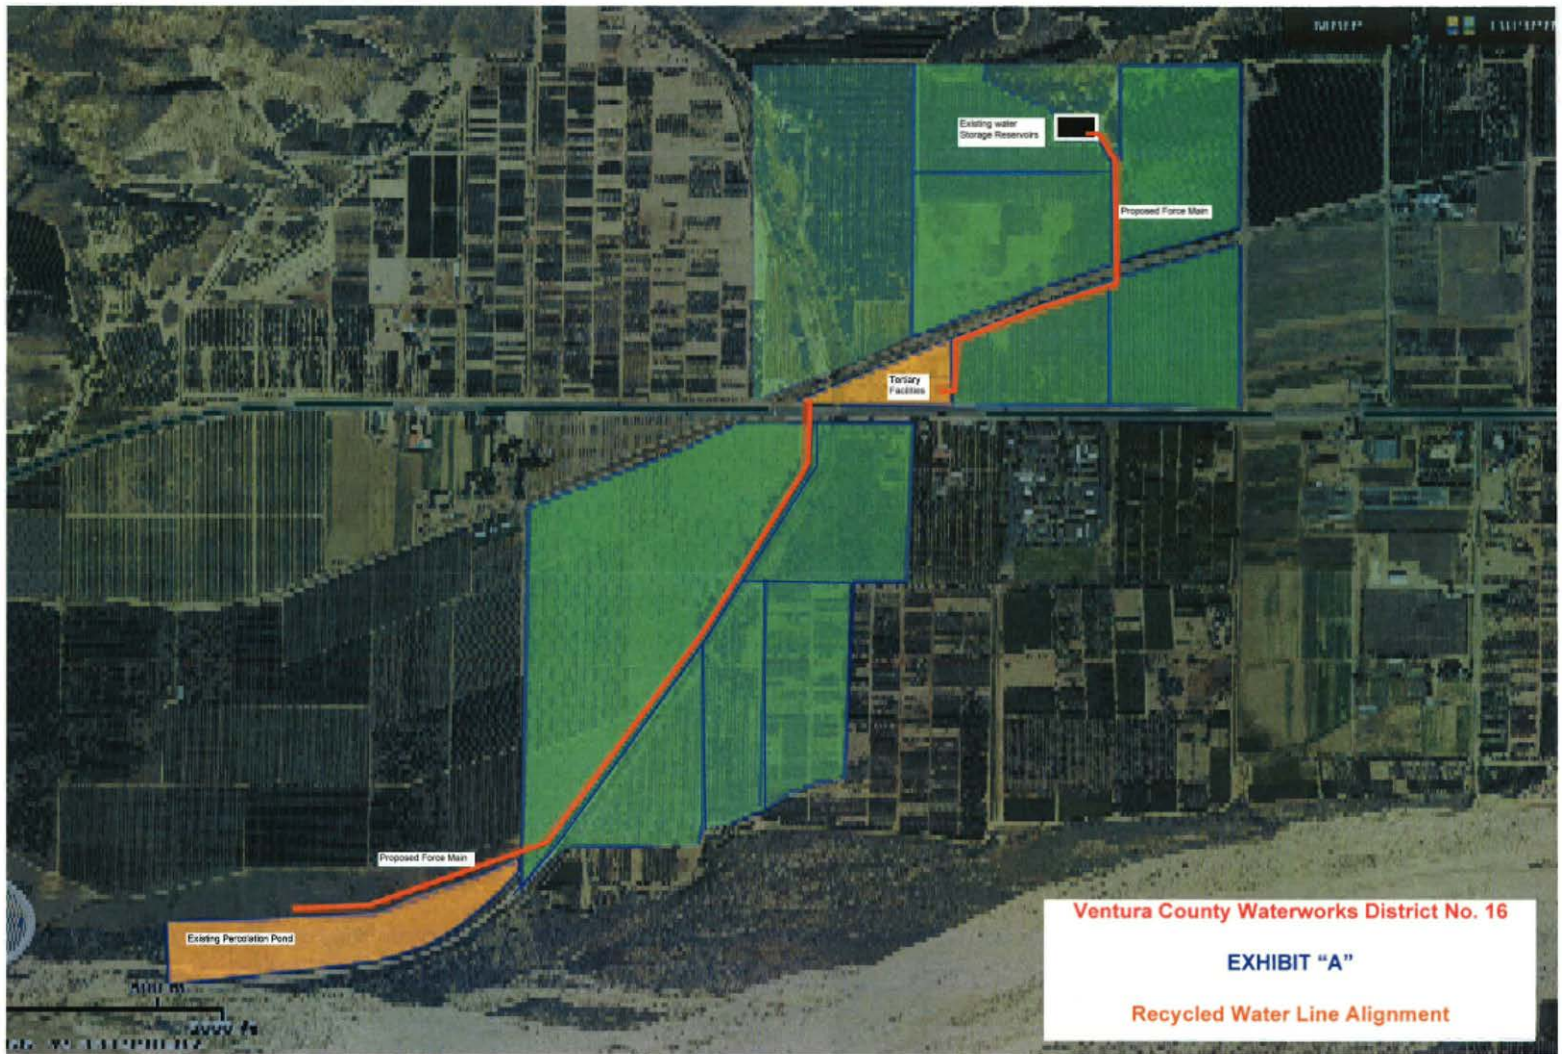 Existing water
Storage Reservoirs
Proposed Force Main
Tertiary
Facilities
Proposed Force Main
Existing Percolation Pond
Ventura County Waterworks District No. 16
EXHIBIT “A”
Recycled Water Line Alignment